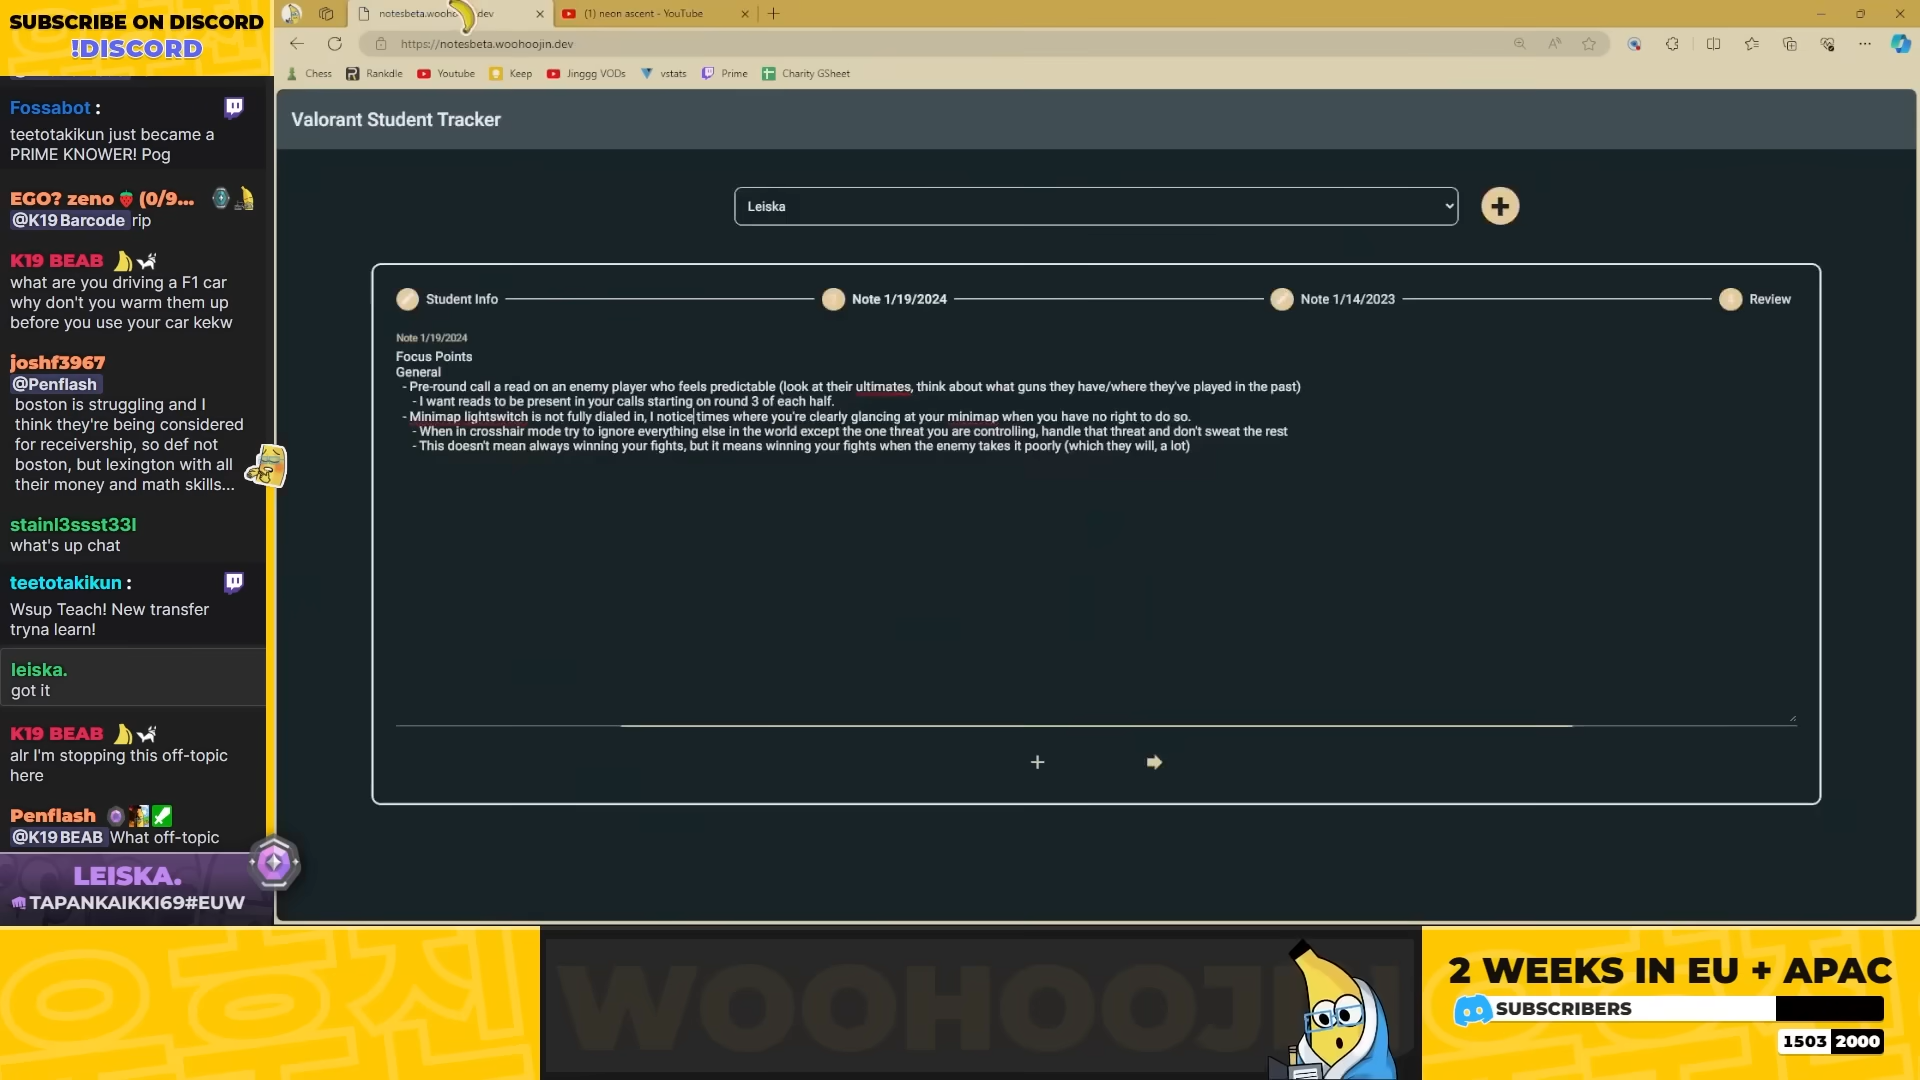 SUBSCRIBE ON DISCORD
!DISCORD
Fossabot :
teetotakikun just became a
PRIME KNOWER! Pog
EGO? zeno (0/9...
@K19 Barcode rip
K19 BEAB
what are you driving a F1 car
why don't you warm them up
before you use your car kekw
joshf3967
@Penflash
boston is struggling and I
think they're being considered
for receivership, so def not
boston, but lexington with all
their money and math skills...
stainl3ssst33l
what's up chat
teetotakikun :
Wsup Teach! New transfer
tryna learn!
leiska.
got it
K19 BEAB
alr I'm stopping this off-topic
here
Penflash
@K19 BEAB What off-topic
LEISKA.
TAPANKAIKKI69#EUW
notesbeta.wooho dev
(1) neon ascent - YouTube
https://notesbeta.woohoojin.dev
Chess
Rankdle
Youtube
Keep
Jinggg VODs
vstats
Prime
Charity GSheet
Valorant Student Tracker
Leiska
Student Info
Note 1/19/2024
Note 1/14/2023
Review
Note 1/19/2024
Focus Points
General
- Pre-round call a read on an enemy player who feels predictable (look at their ultimates, think about what guns they have/where they've played in the past)
- I want reads to be present in your calls starting on round 3 of each half.
- Minimap lightswitch is not fully dialed in, I notice times where you're clearly glancing at your minimap when you have no right to do so.
- When in crosshair mode try to ignore everything else in the world except the one threat you are controlling, handle that threat and don't sweat the rest
- This doesn't mean always winning your fights, but it means winning your fights when the enemy takes it poorly (which they will, a lot)
우후진
WOOHOOJIN
우후진
2 WEEKS IN EU + APAC
SUBSCRIBERS
1503 2000